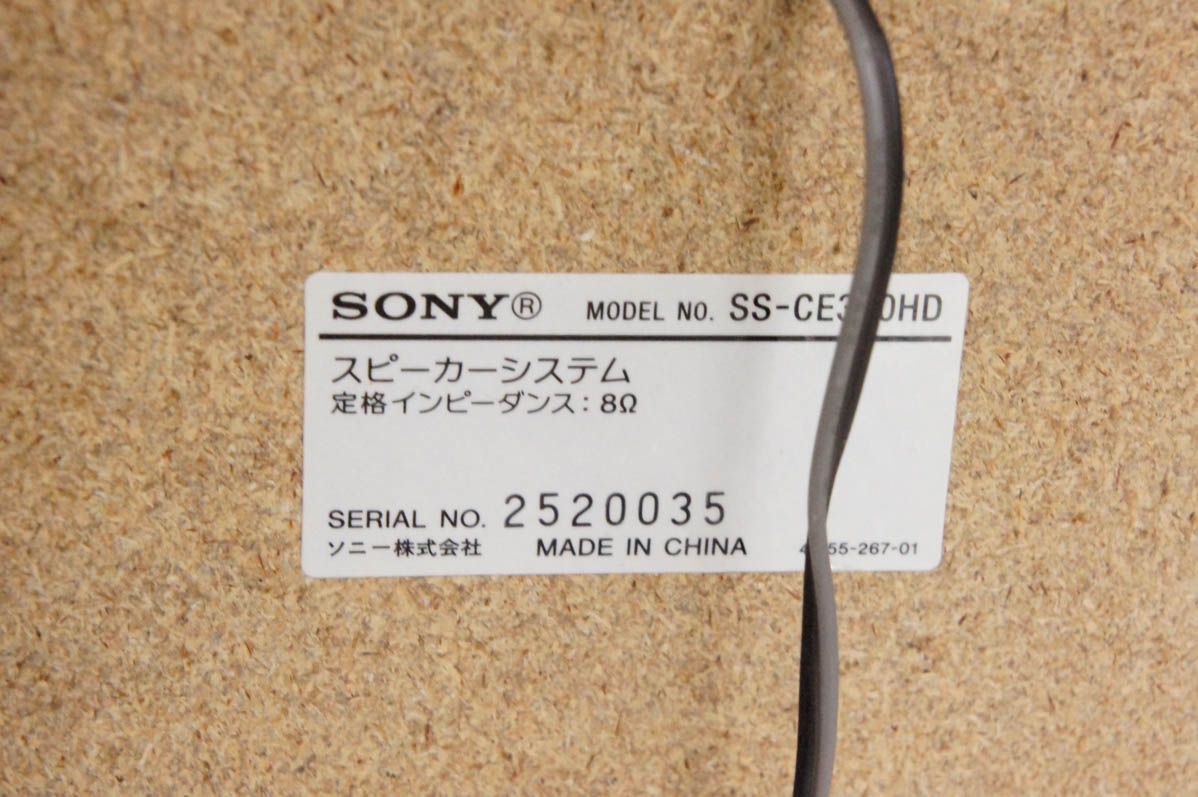 SONY® MODEL NO.
スピーカーシステム
定格インピーダンス: 8Ω
SERIAL NO. 2520035
ソニー株式会社 MADE IN CHINA